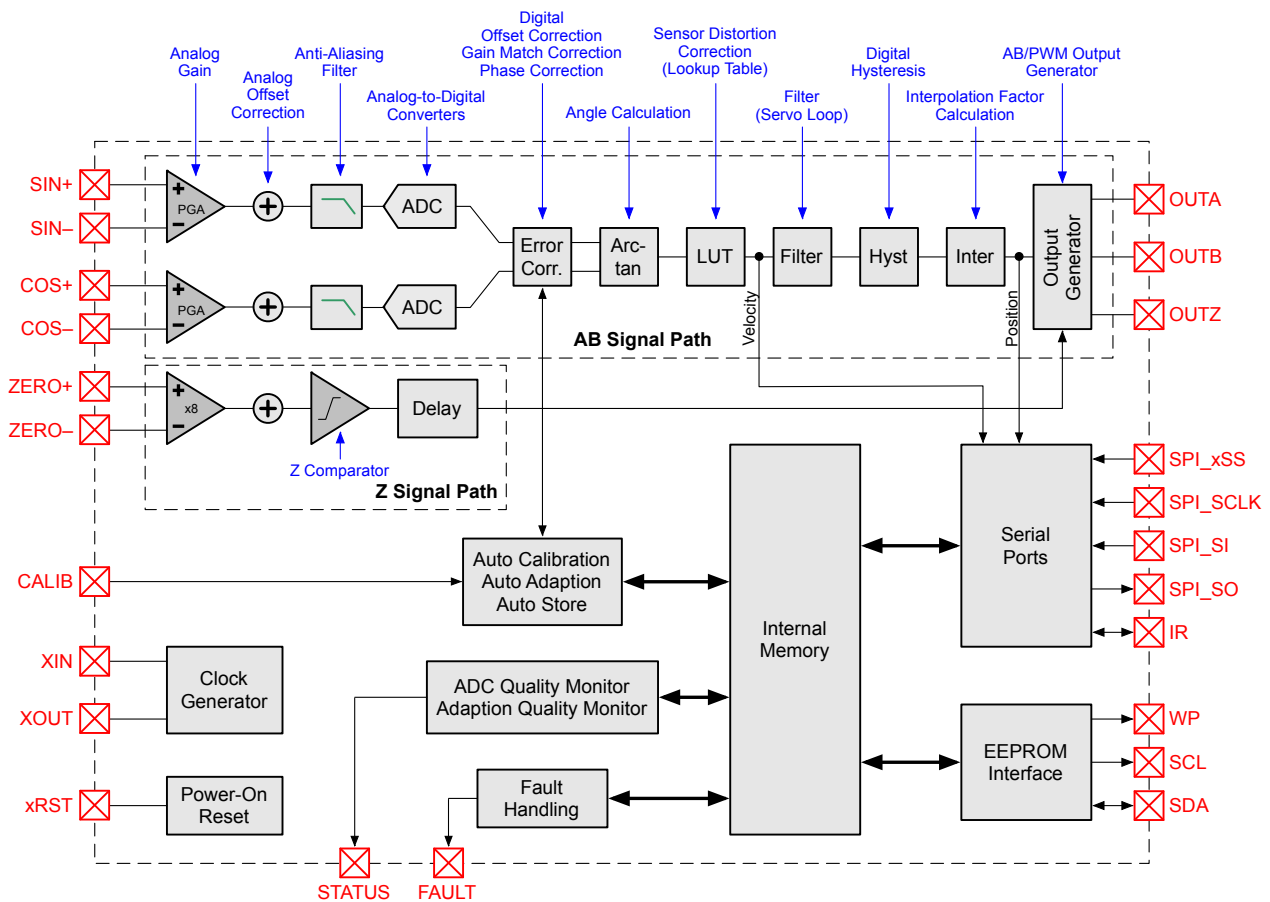 Analog
Gain
Analog
Offset
Correction
Anti-Aliasing
Filter
Analog-to-Digital
Converters
Digital
Offset Correction
Gain Match Correction
Phase Correction
Angle Calculation
Sensor Distortion
Correction
(Lookup Table)
Filter
(Servo Loop)
Digital
Hysteresis
Interpolation Factor
Calculation
AB/PWM Output
Generator
SIN+
SIN–
COS+
COS–
ZERO+
ZERO–
CALIB
XIN
XOUT
xRST
+
PGA
–
+
ADC
+
PGA
–
+
ADC
Error
Corr.
Arc-
tan
LUT
Filter
Hyst
Inter
Output
Generator
Velocity
Position
AB Signal Path
OUTA
OUTB
OUTZ
+
x8
–
+
Delay
Z Comparator
Z Signal Path
Auto Calibration
Auto Adaption
Auto Store
Clock
Generator
ADC Quality Monitor
Adaption Quality Monitor
Power-On
Reset
Fault
Handling
Internal
Memory
Serial
Ports
EEPROM
Interface
SPI_xSS
SPI_SCLK
SPI_SI
SPI_SO
IR
WP
SCL
SDA
STATUS
FAULT